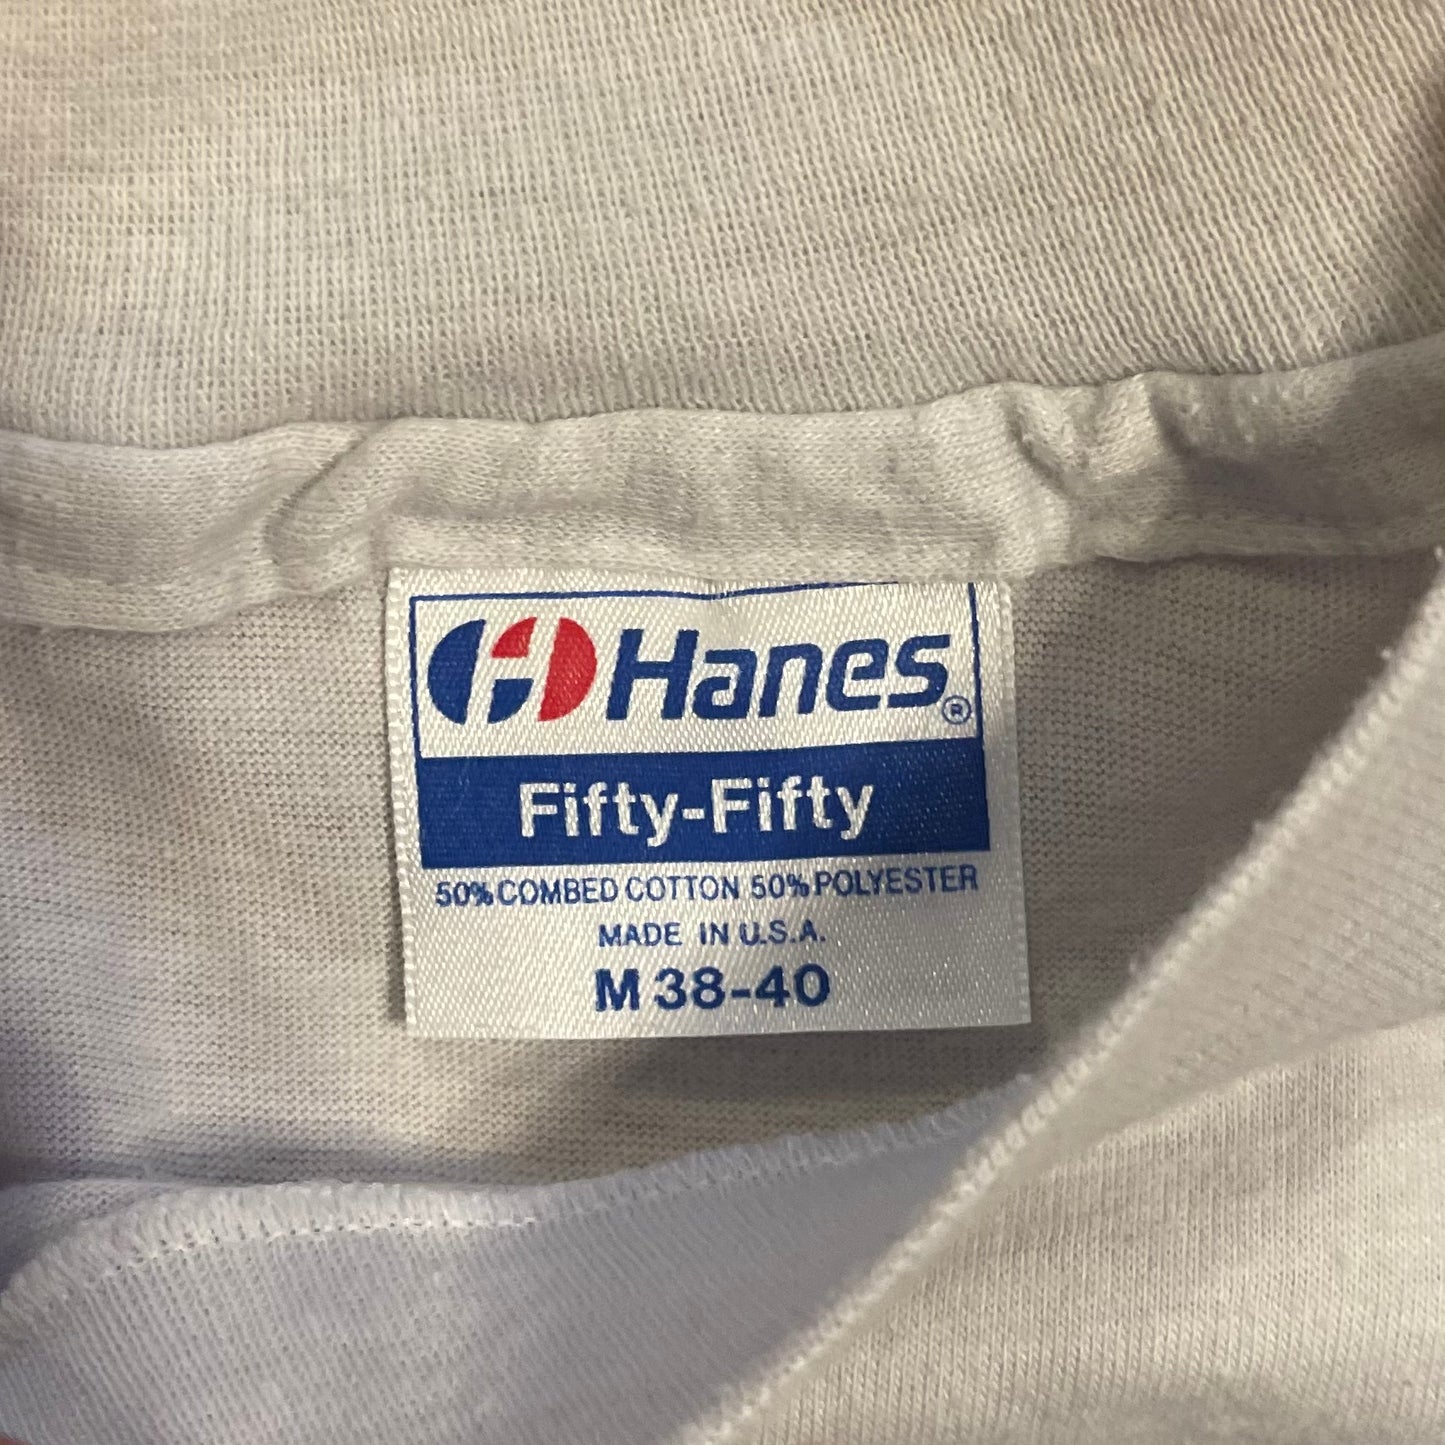 Hanes®
Fifty-Fifty
50% COMBED COTTON 50% POLYESTER
MADE IN U.S.A.
M 38-40